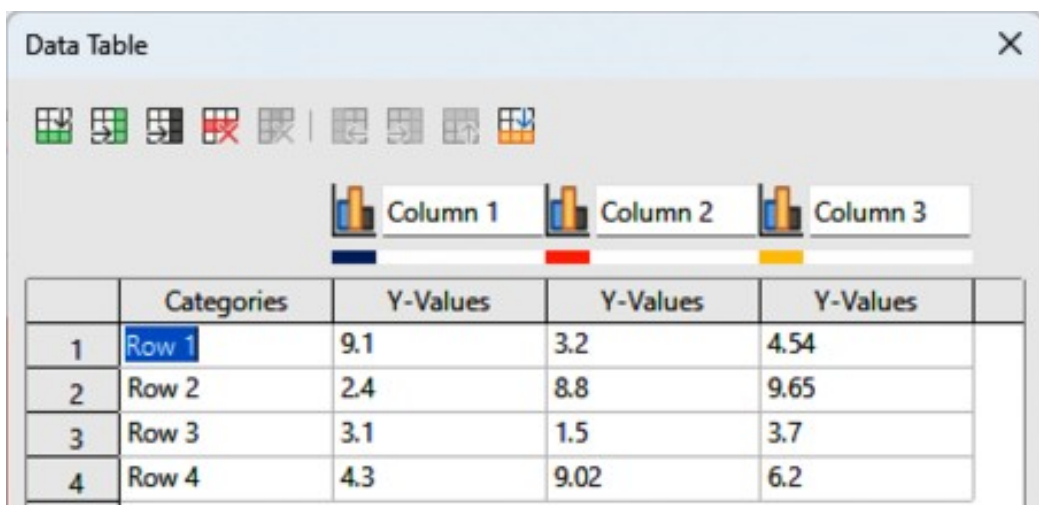 Data Table
Column 1 Column 2 Column 3
Categories Y-Values Y-Values Y-Values
1 Row 1 9.1 3.2 4.54
2 Row 2 2.4 8.8 9.65
3 Row 3 3.1 1.5 3.7
4 Row 4 4.3 9.02 6.2